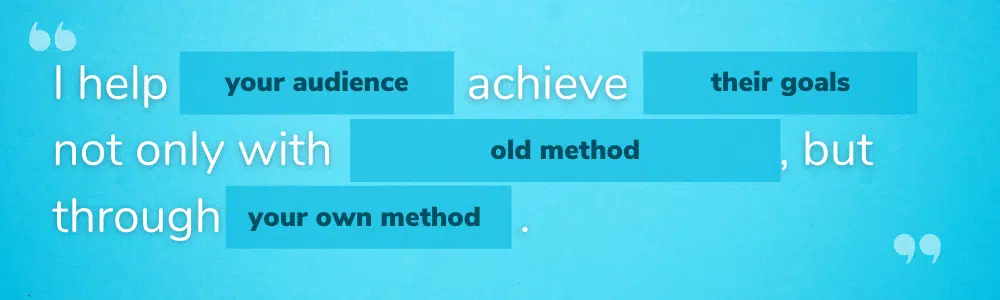 “
I help your audience achieve their goals
not only with old method, but
through your own method.
”